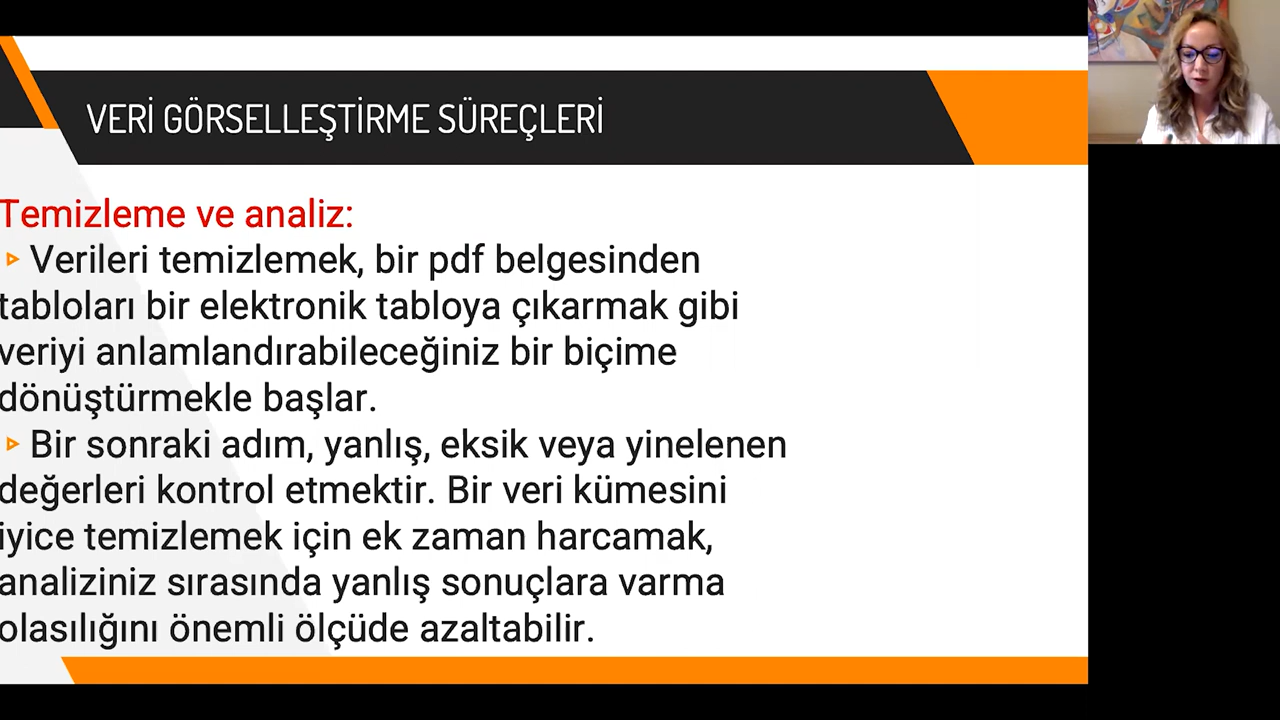 VERİ GÖRSELLEŞTİRME SÜREÇLERİ
Temizleme ve analiz:
▹ Verileri temizlemek, bir pdf belgesinden
tabloları bir elektronik tabloya çıkarmak gibi
veriyi anlamlandırabileceğiniz bir biçime
dönüştürmekle başlar.
▹ Bir sonraki adım, yanlış, eksik veya yinelenen
değerleri kontrol etmektir. Bir veri kümesini
iyice temizlemek için ek zaman harcamak,
analiziniz sırasında yanlış sonuçlara varma
olasılığını önemli ölçüde azaltabilir.